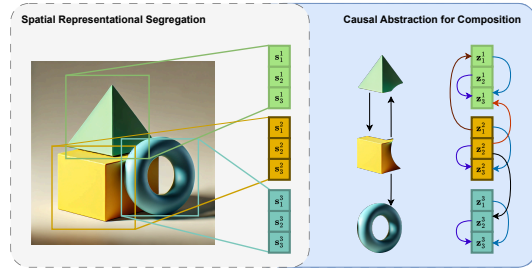 Spatial Representational Segregation
Causal Abstraction for Composition
s₁¹
s₂¹
s₃¹
s₁²
s₂²
s₃²
s₁³
s₂³
s₃³
z₁¹
z₂¹
z₃¹
z₁²
z₂²
z₃²
z₁³
z₂³
z₃³